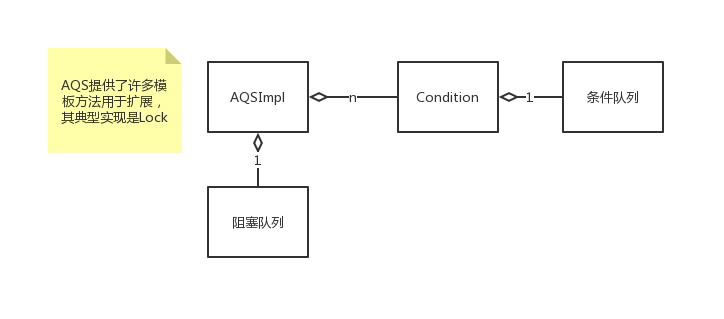 AQS提供了许多模
板方法用于扩展，
其典型实现是Lock
AQSImpl
n
Condition
1
条件队列
1
阻塞队列